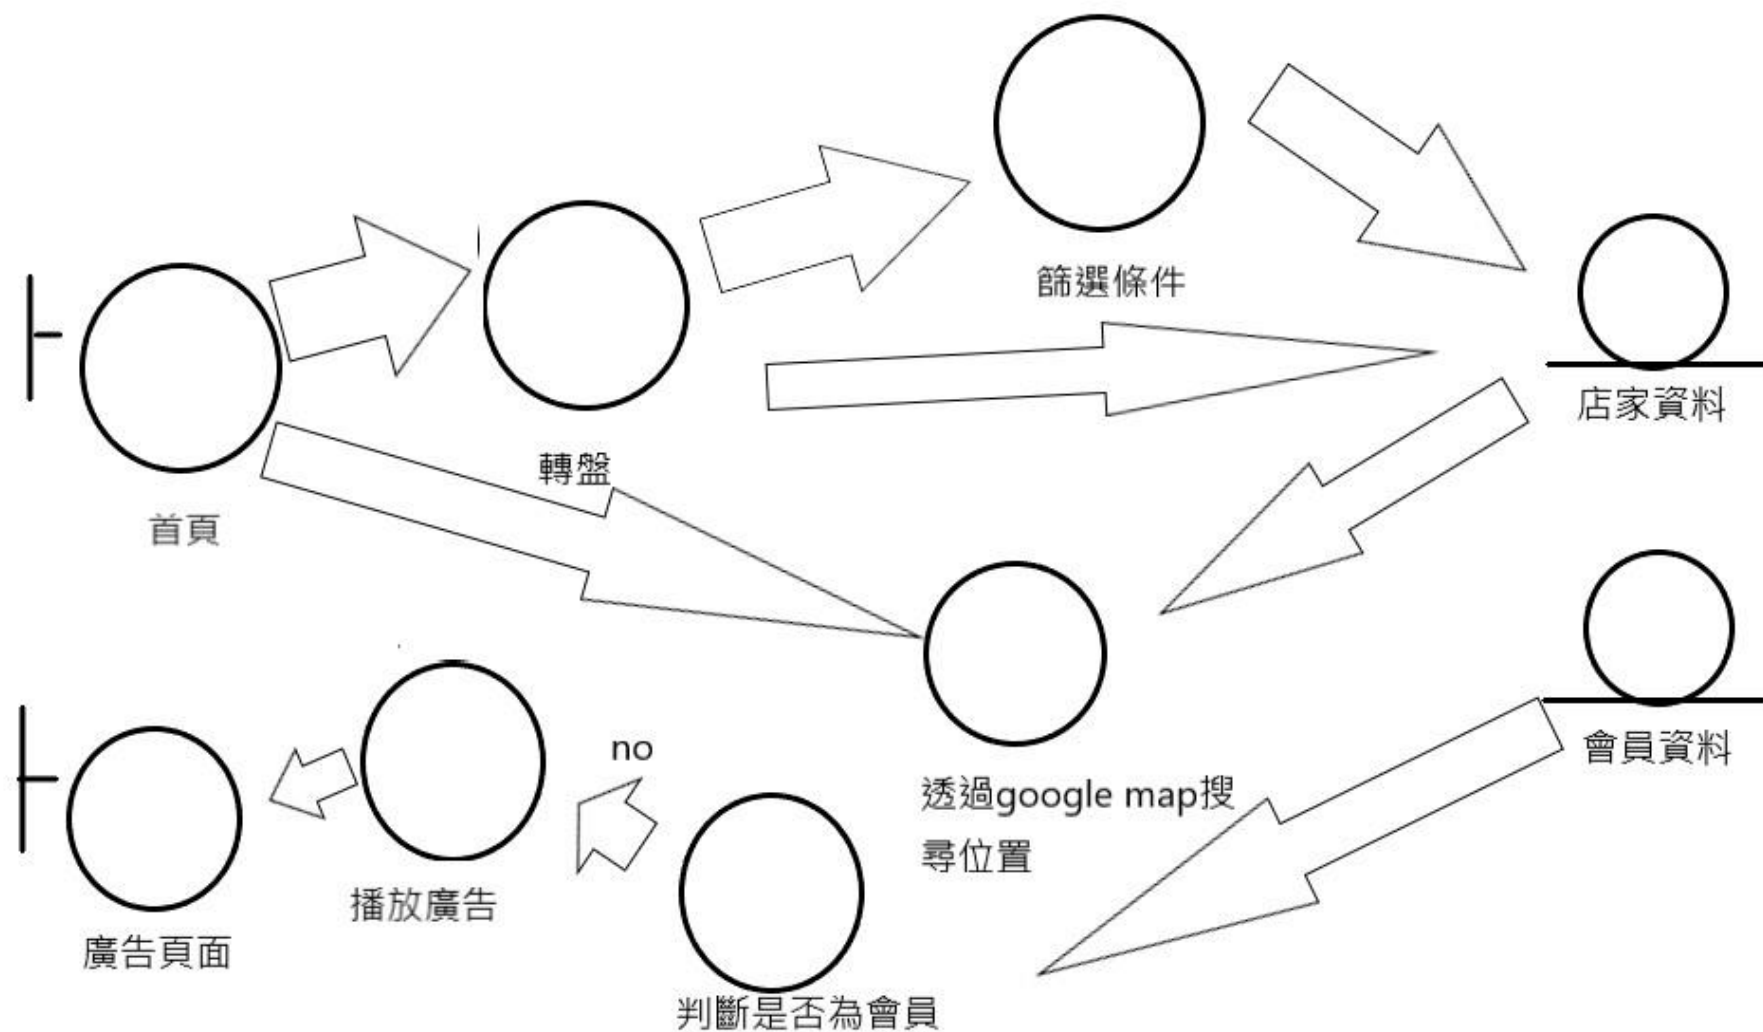 篩選條件
店家資料
轉盤
首頁
no
會員資料
透過google map搜
尋位置
播放廣告
廣告頁面
判斷是否為會員